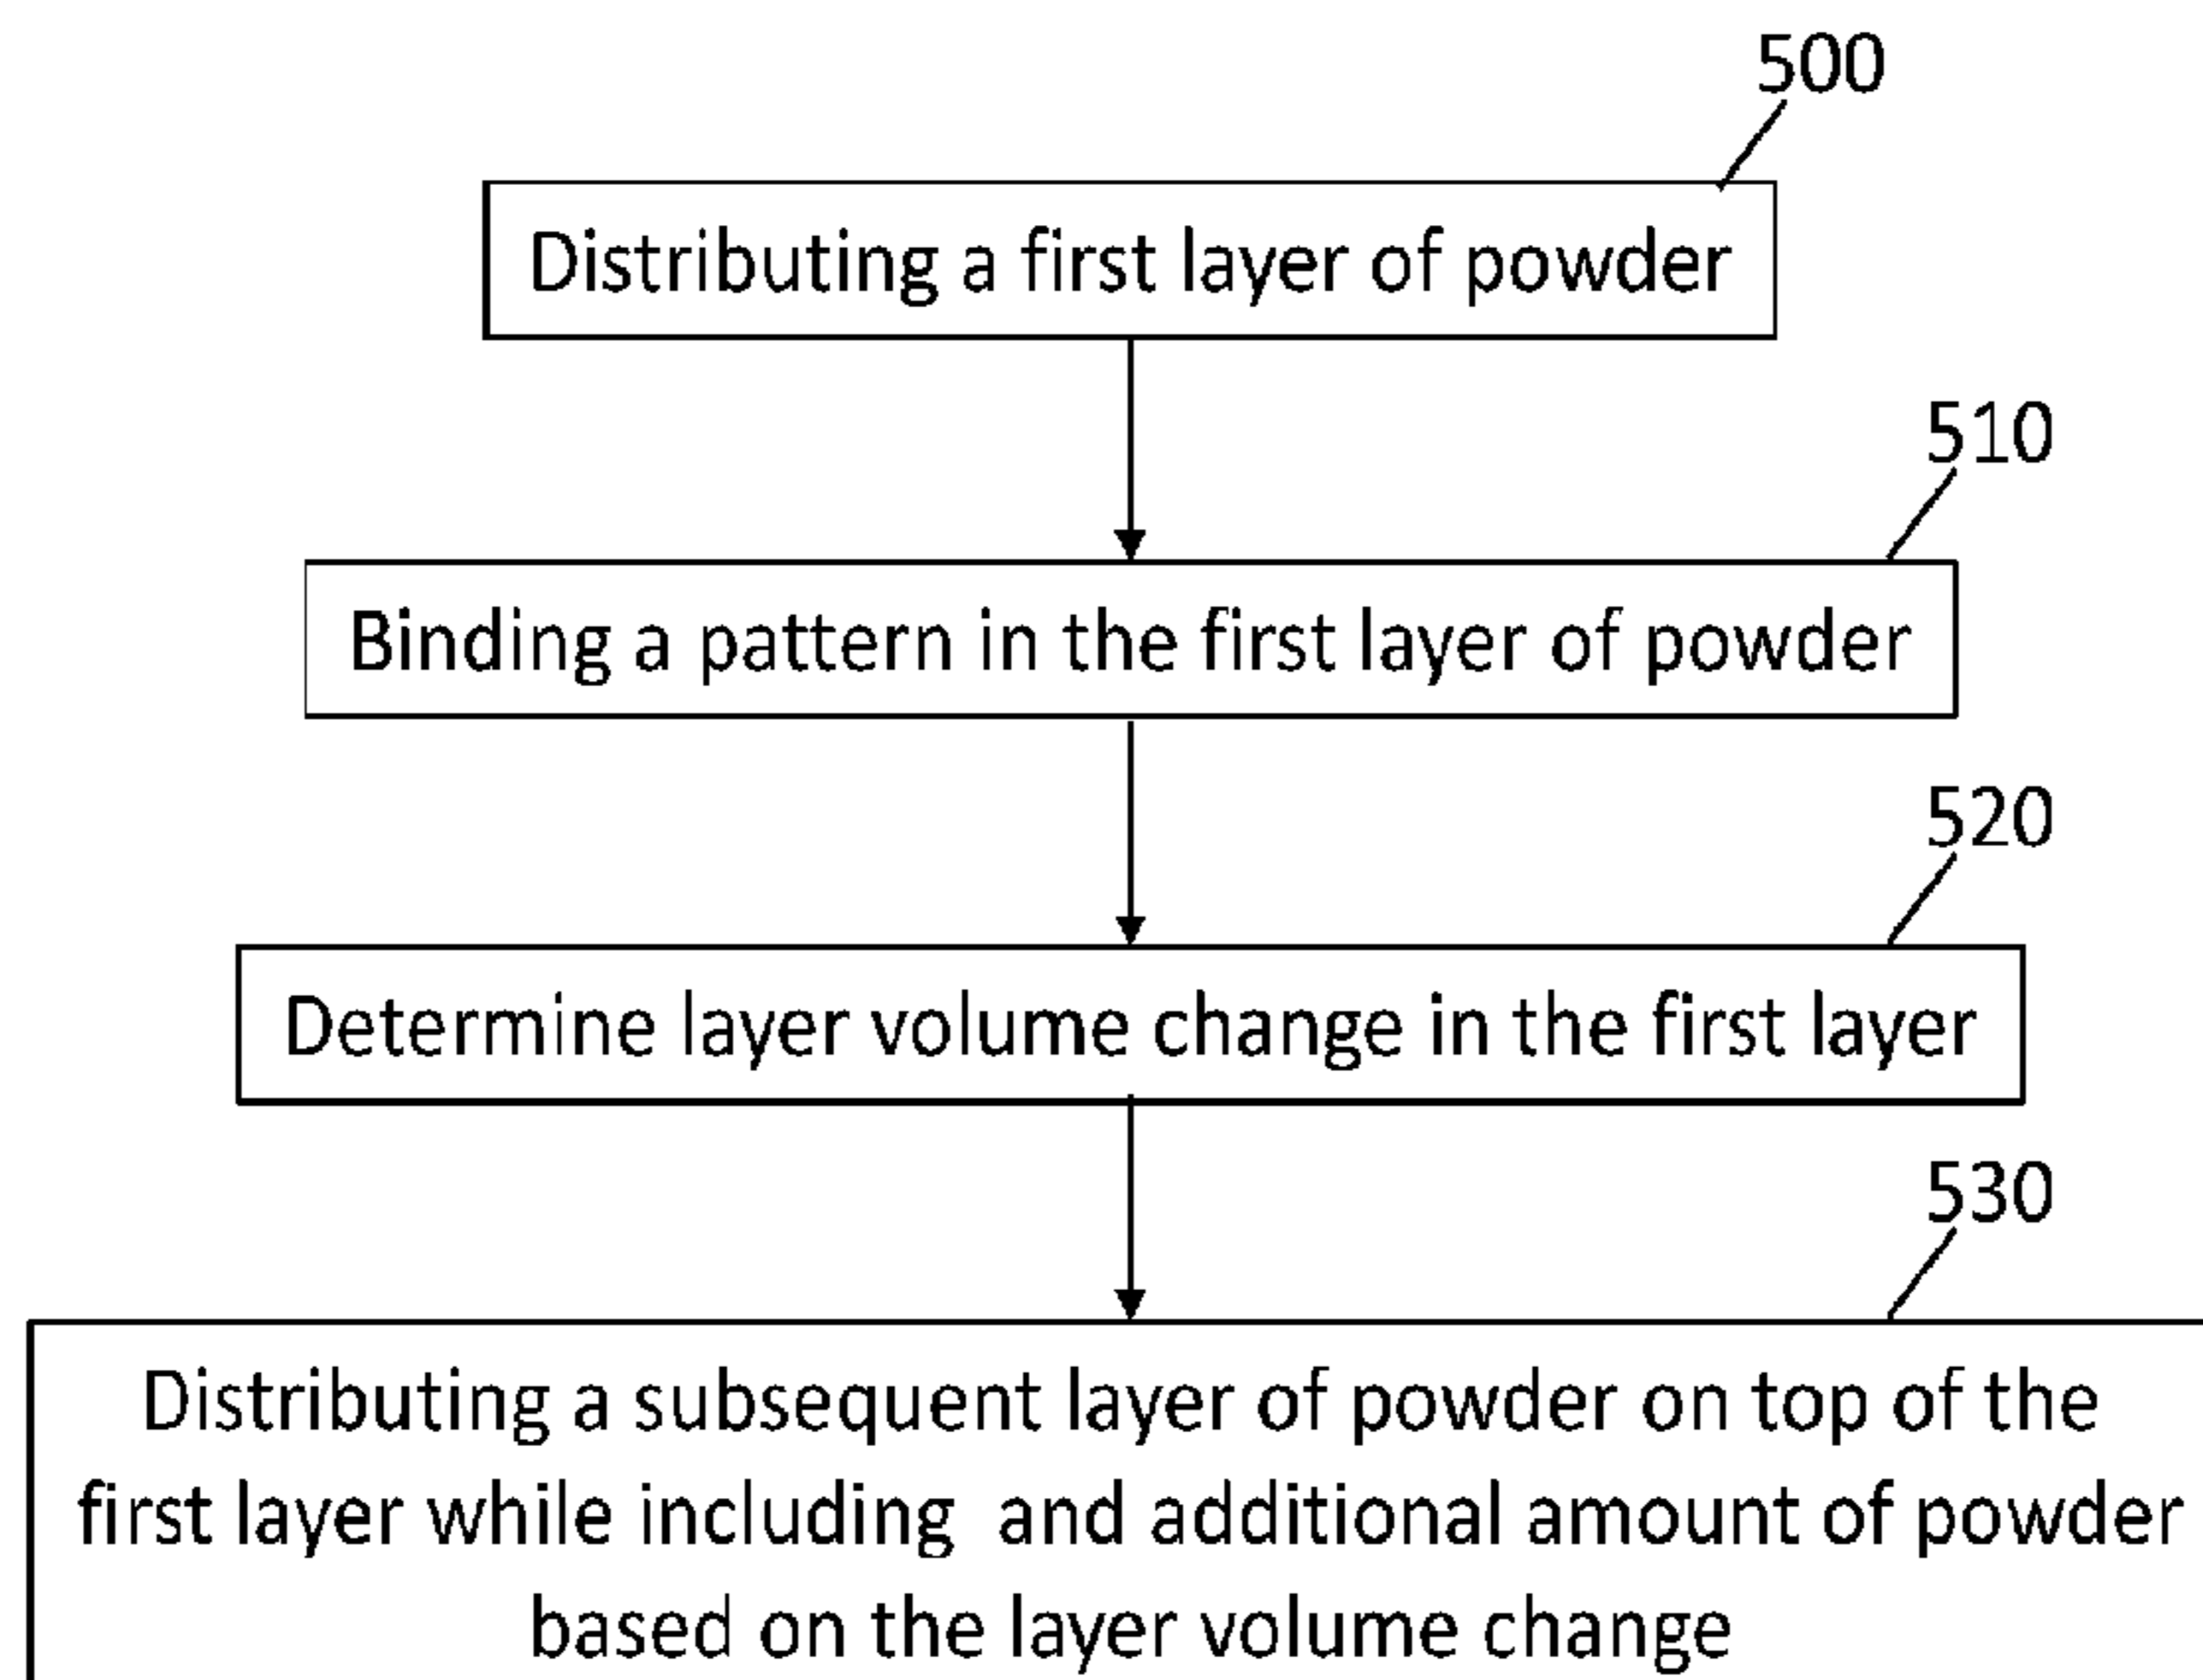 500
Distributing a first layer of powder
510
Binding a pattern in the first layer of powder
520
Determine layer volume change in the first layer
530
Distributing a subsequent layer of powder on top of the
first layer while including and additional amount of powder
based on the layer volume change